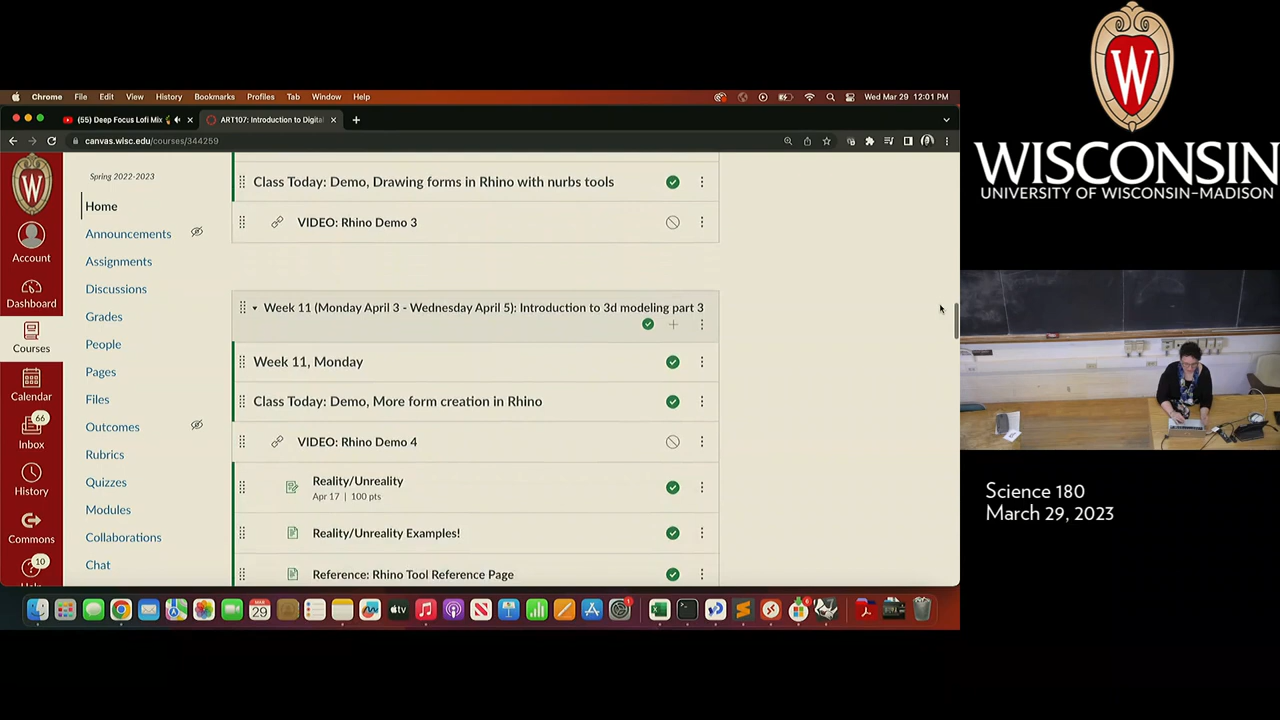 W
WISCONSIN
UNIVERSITY OF WISCONSIN–MADISON
Chrome File Edit View History Bookmarks Profiles Tab Window Help
Wed Mar 29 12:01 PM
(55) Deep Focus Lofi Mix
ART107: Introduction to Digital
canvas.wisc.edu/courses/344259
Account
Dashboard
Courses
Calendar
66
Inbox
History
Commons
10
Spring 2022-2023
Home
Announcements
Assignments
Discussions
Grades
People
Pages
Files
Outcomes
Rubrics
Quizzes
Modules
Collaborations
Chat
Class Today: Demo, Drawing forms in Rhino with nurbs tools
VIDEO: Rhino Demo 3
Week 11 (Monday April 3 - Wednesday April 5): Introduction to 3d modeling part 3
Week 11, Monday
Class Today: Demo, More form creation in Rhino
VIDEO: Rhino Demo 4
Reality/Unreality
Apr 17 | 100 pts
Reality/Unreality Examples!
Reference: Rhino Tool Reference Page
Science 180
March 29, 2023